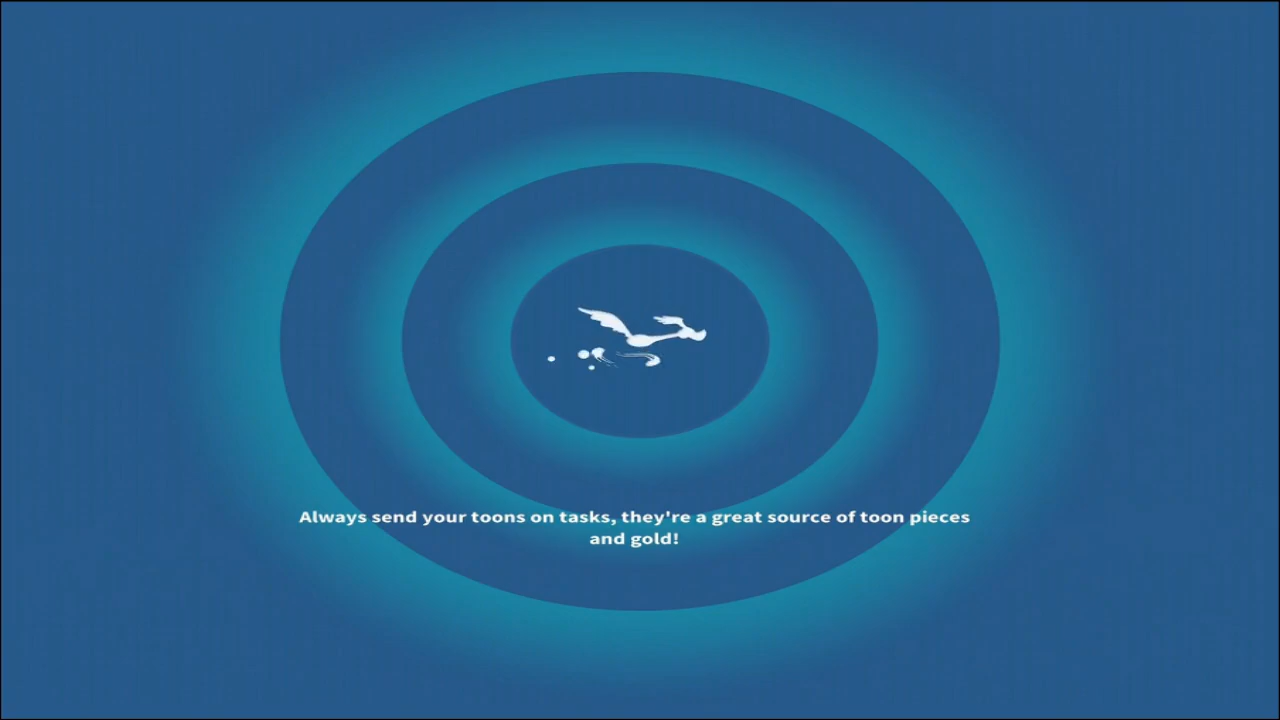 Always send your toons on tasks, they're a great source of toon pieces
and gold!